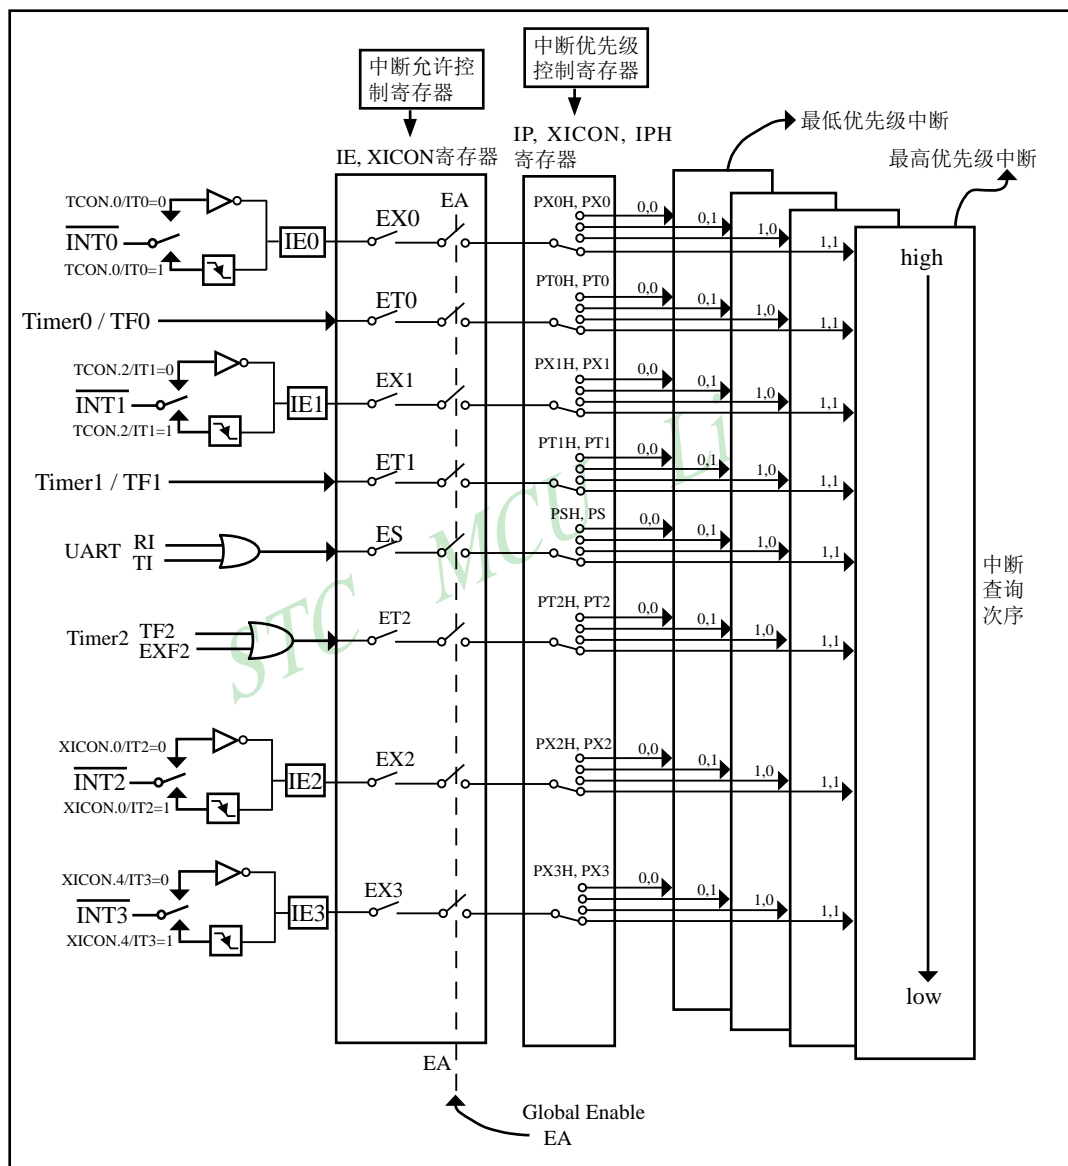 中断优先级
控制寄存器
中断允许控
制寄存器
最低优先级中断
最高优先级中断
IP, XICON, IPH
寄存器
IE, XICON寄存器
TCON.0/IT0=0
INT0
TCON.0/IT0=1
IE0
EX0
EA
PX0H, PX0
0,0
0,1
1,0
1,1
high
Timer0 / TF0
ET0
PT0H, PT0
0,0
0,1
1,0
1,1
TCON.2/IT1=0
INT1
TCON.2/IT1=1
IE1
EX1
PX1H, PX1
0,0
0,1
1,0
1,1
Timer1 / TF1
ET1
PT1H, PT1
0,0
0,1
1,0
1,1
UART
RI
TI
ES
PSH, PS
0,0
0,1
1,0
1,1
Timer2
TF2
EXF2
ET2
PT2H, PT2
0,0
0,1
1,0
1,1
中断
查询
次序
XICON.0/IT2=0
INT2
XICON.0/IT2=1
IE2
EX2
PX2H, PX2
0,0
0,1
1,0
1,1
XICON.4/IT3=0
INT3
XICON.4/IT3=1
IE3
EX3
PX3H, PX3
0,0
0,1
1,0
1,1
low
EA
Global Enable
EA
STC MCU Li